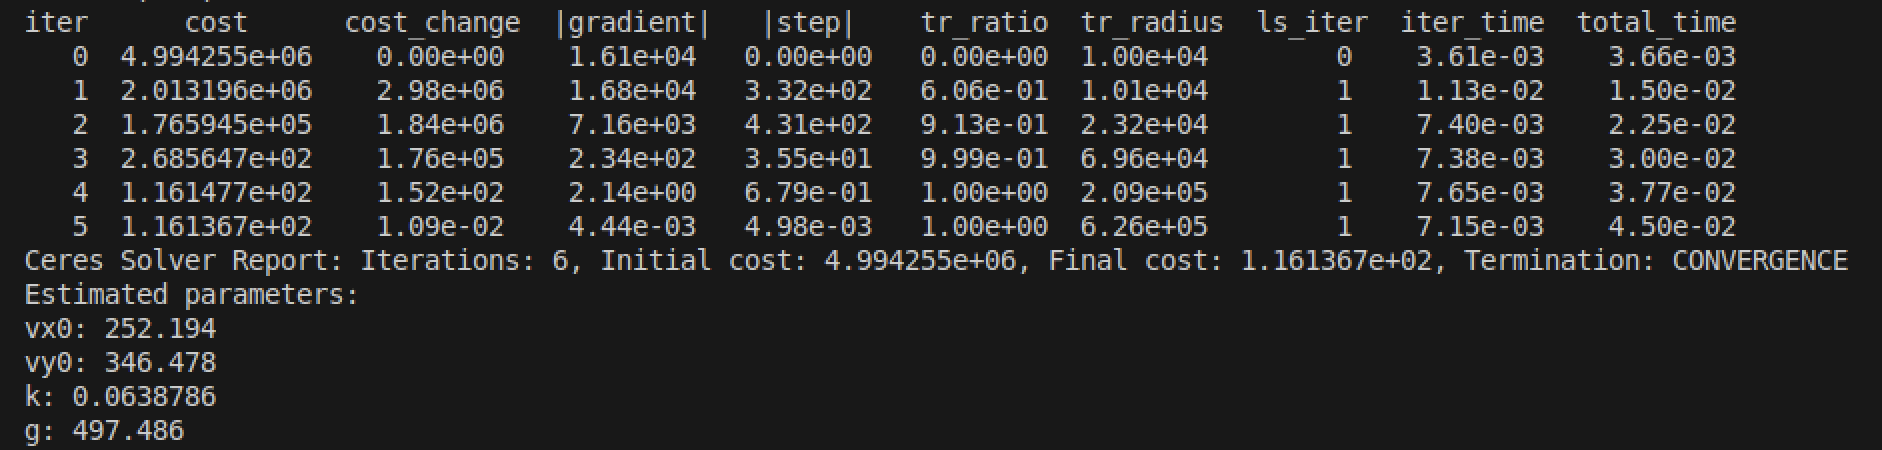 iter cost cost_change |gradient| |step| tr_ratio tr_radius ls_iter iter_time total_time
0 4.994255e+06 0.00e+00 1.61e+04 0.00e+00 0.00e+00 1.00e+04 0 3.61e-03 3.66e-03
1 2.013196e+06 2.98e+06 1.68e+04 3.32e+02 6.06e-01 1.01e+04 1 1.13e-02 1.50e-02
2 1.765945e+05 1.84e+06 7.16e+03 4.31e+02 9.13e-01 2.32e+04 1 7.40e-03 2.25e-02
3 2.685647e+02 1.76e+05 2.34e+02 3.55e+01 9.99e-01 6.96e+04 1 7.38e-03 3.00e-02
4 1.161477e+02 1.52e+02 2.14e+00 6.79e-01 1.00e+00 2.09e+05 1 7.65e-03 3.77e-02
5 1.161367e+02 1.09e-02 4.44e-03 4.98e-03 1.00e+00 6.26e+05 1 7.15e-03 4.50e-02
Ceres Solver Report: Iterations: 6, Initial cost: 4.994255e+06, Final cost: 1.161367e+02, Termination: CONVERGENCE
Estimated parameters:
vx0: 252.194
vy0: 346.478
k: 0.0638786
g: 497.486